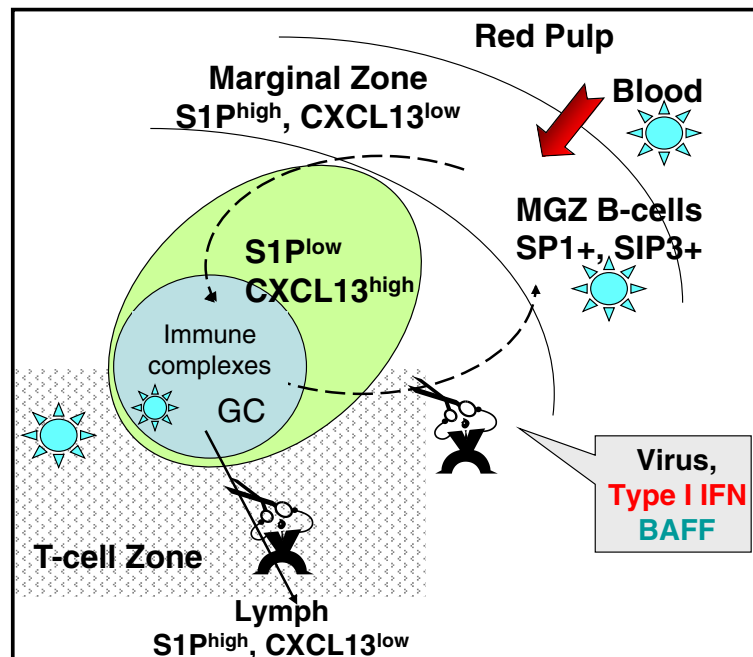 Red Pulp
Marginal Zone
S1Phigh, CXCL13low
Blood
MGZ B-cells
SP1+, SIP3+
S1Plow
CXCL13high
Immune
complexes
GC
Virus,
Type I IFN
BAFF
T-cell Zone
Lymph
S1Phigh, CXCL13low